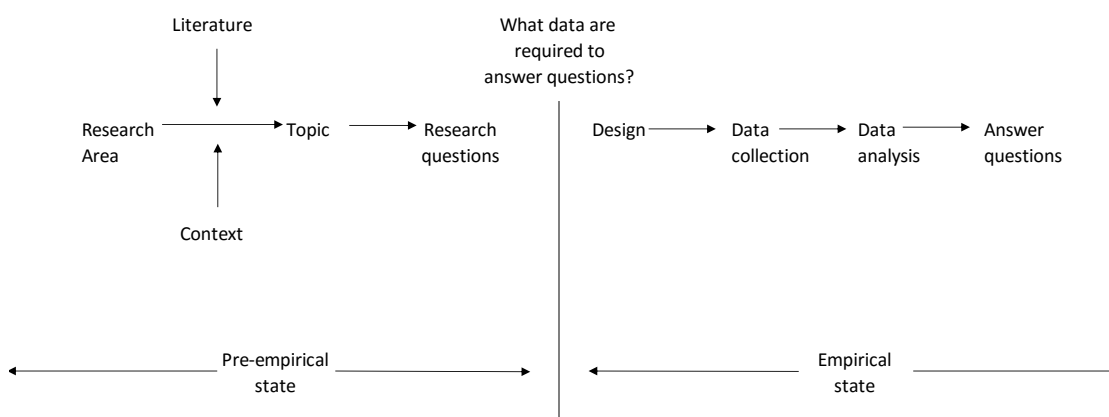 Literature
What data are
required to
answer questions?
Research
Area
Topic
Research
questions
Design
Data
collection
Data
analysis
Answer
questions
Context
Pre-empirical
state
Empirical
state